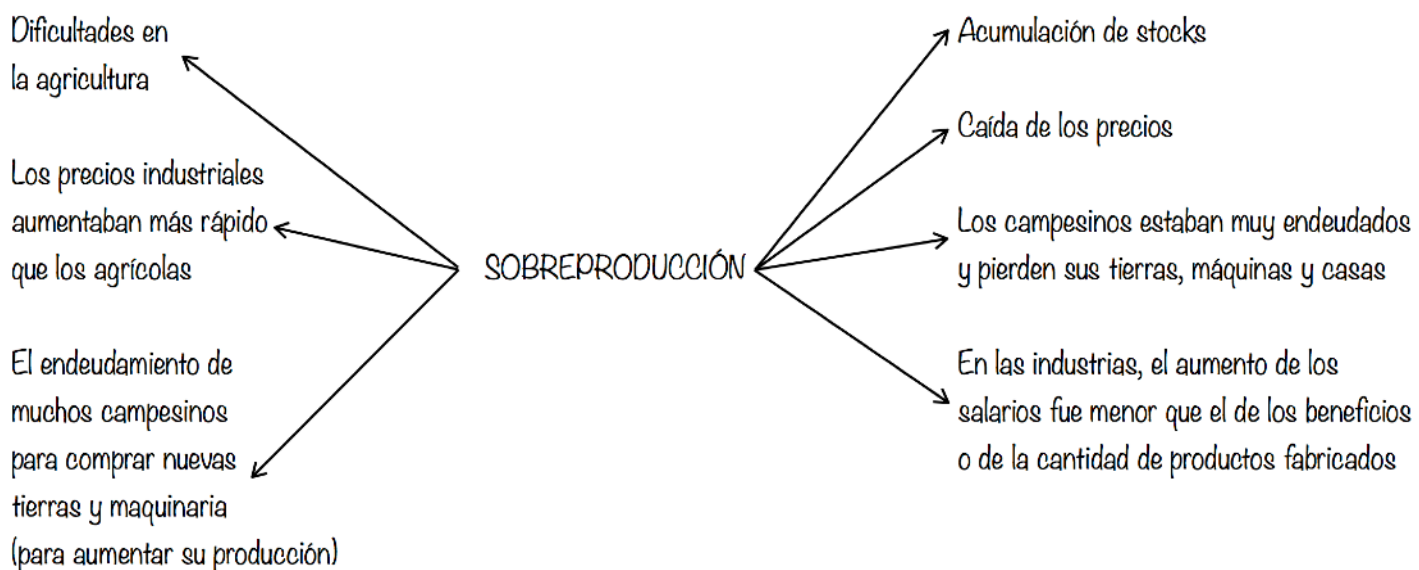 Dificultades en
la agricultura
Los precios industriales
aumentaban más rápido
que los agrícolas
El endeudamiento de
muchos campesinos
para comprar nuevas
tierras y maquinaria
(para aumentar su producción)
SOBREPRODUCCIÓN
Acumulación de stocks
Caída de los precios
Los campesinos estaban muy endeudados
y pierden sus tierras, máquinas y casas
En las industrias, el aumento de los
salarios fue menor que el de los beneficios
o de la cantidad de productos fabricados